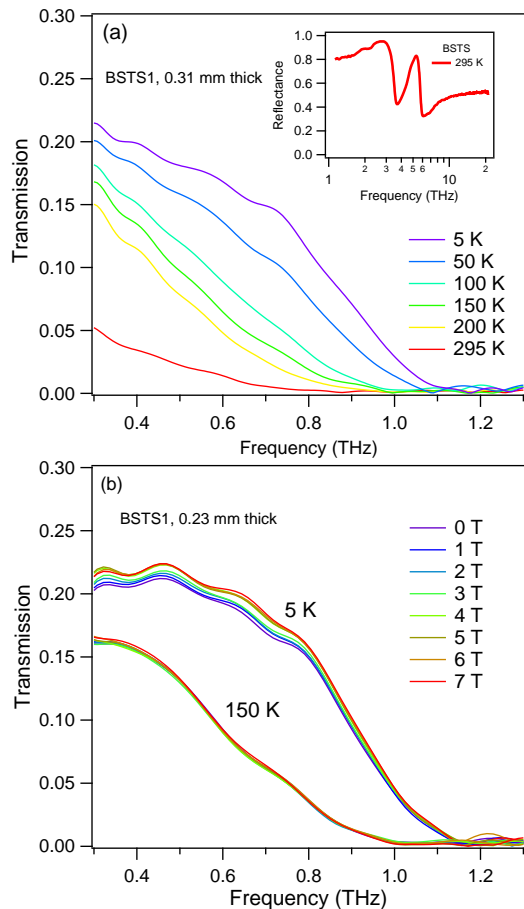 (a)
BSTS1, 0.31 mm thick
0.30
0.25
0.20
0.15
0.10
0.05
0.00
Transmission
0.4 0.6 0.8 1.0 1.2
Frequency (THz)
5 K
50 K
100 K
150 K
200 K
295 K
BSTS
295 K
1.0
0.8
0.6
0.4
0.2
0.0
Reflectance
1 2 3 4 5 6 10 2
Frequency (THz)
(b)
BSTS1, 0.23 mm thick
0.30
0.25
0.20
0.15
0.10
0.05
0.00
Transmission
5 K
150 K
0 T
1 T
2 T
3 T
4 T
5 T
6 T
7 T
0.4 0.6 0.8 1.0 1.2
Frequency (THz)